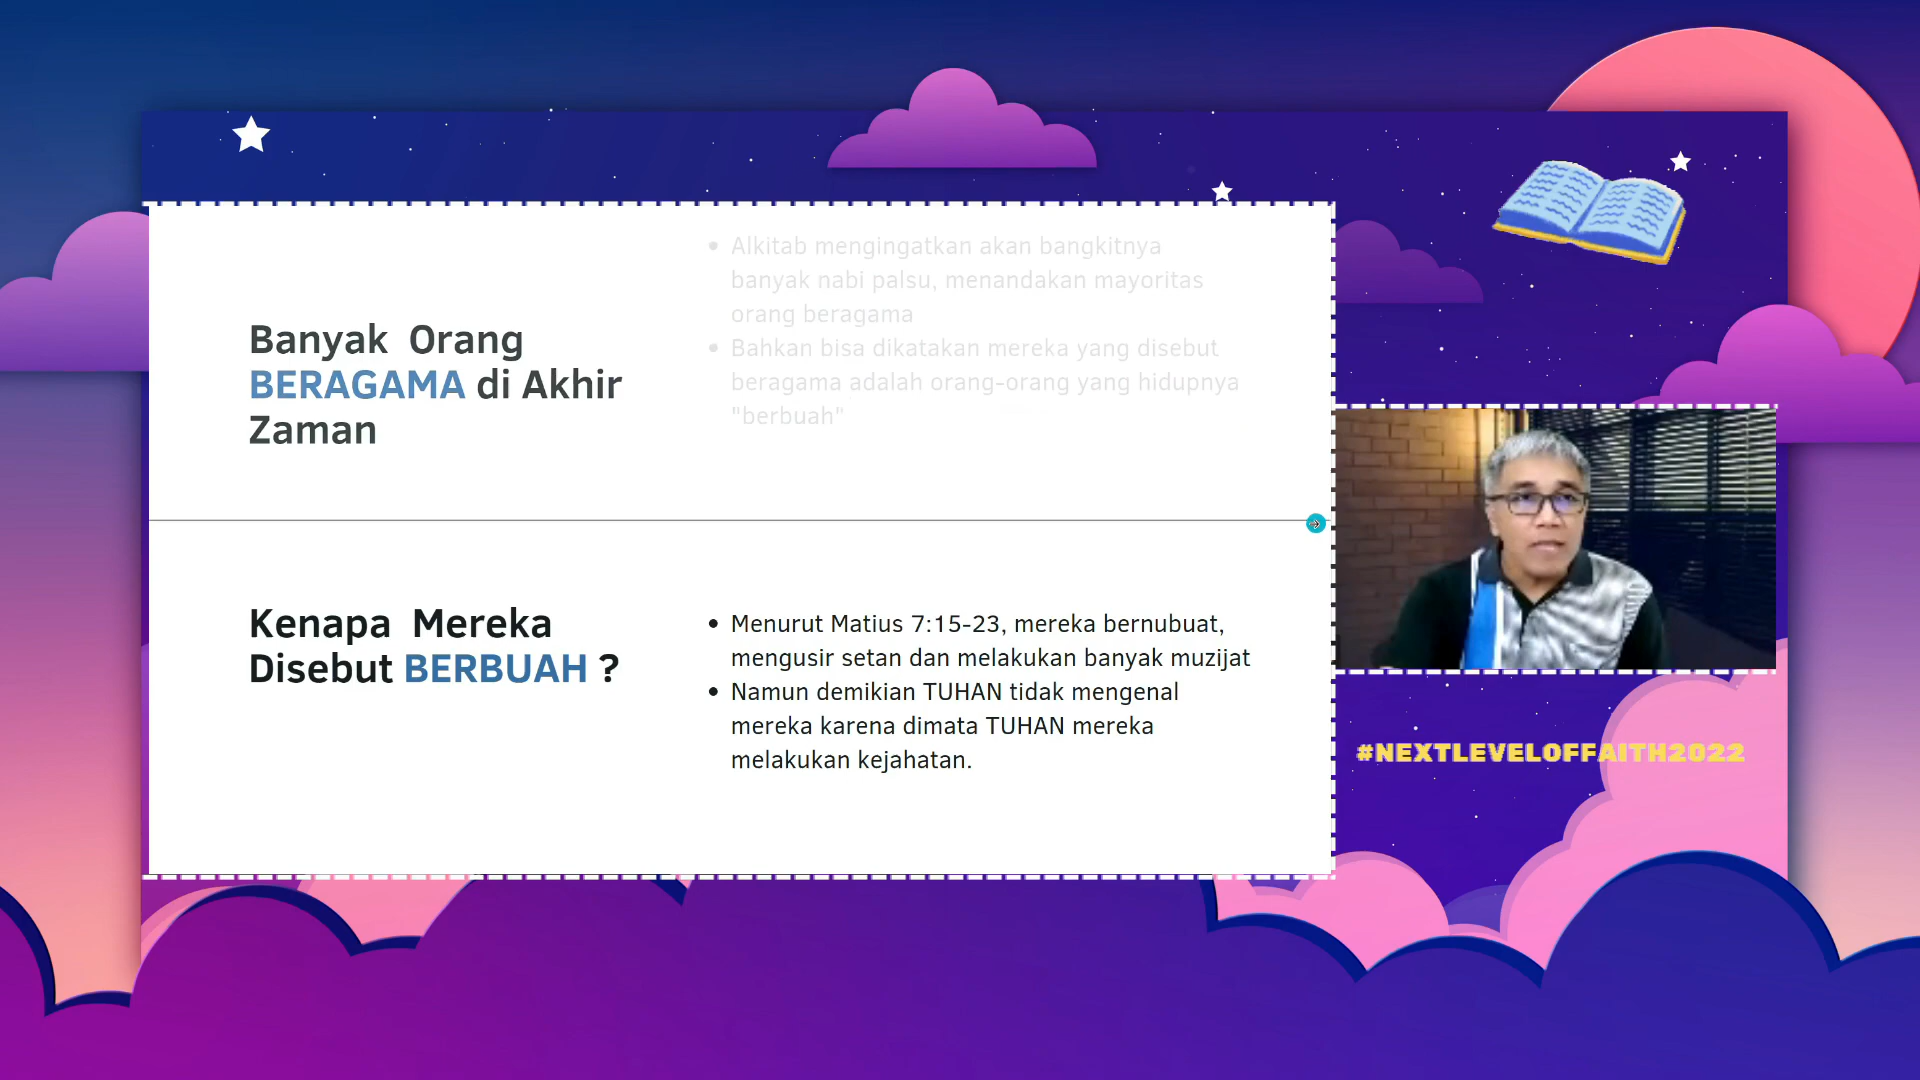 Banyak Orang
BERAGAMA di Akhir
Zaman
• Alkitab mengingatkan akan bangkitnya
banyak nabi palsu, menandakan mayoritas
orang beragama
• Bahkan bisa dikatakan mereka yang disebut
beragama adalah orang-orang yang hidupnya
"berbuah"
Kenapa Mereka
Disebut BERBUAH ?
• Menurut Matius 7:15-23, mereka bernubuat,
mengusir setan dan melakukan banyak muzijat
• Namun demikian TUHAN tidak mengenal
mereka karena dimata TUHAN mereka
melakukan kejahatan.
#NEXTLEVELOFFAITH2022